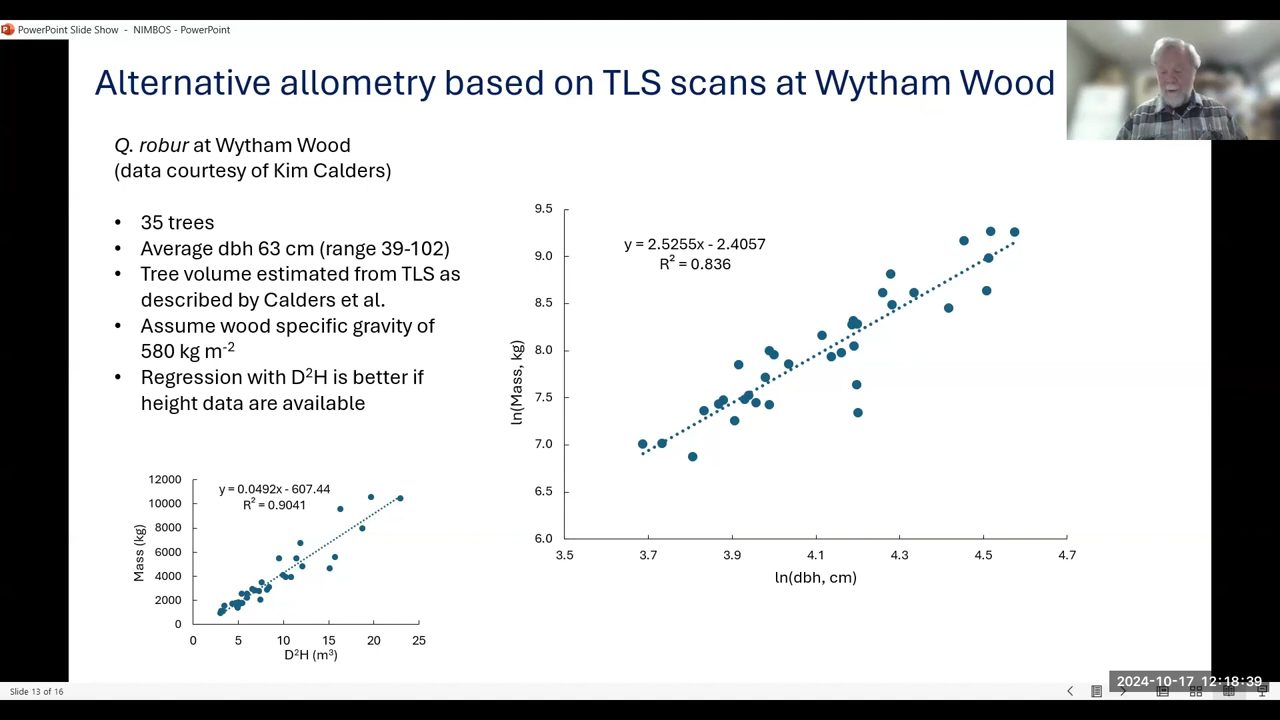 PowerPoint Slide Show - NIMBOS - PowerPoint
Alternative allometry based on TLS scans at Wytham Wood
Q. robur at Wytham Wood
(data courtesy of Kim Calders)
• 35 trees
• Average dbh 63 cm (range 39-102)
• Tree volume estimated from TLS as
described by Calders et al.
• Assume wood specific gravity of
580 kg m⁻²
• Regression with D²H is better if
height data are available
9.5
9.0
8.5
8.0
7.5
7.0
6.5
6.0
ln(Mass, kg)
y = 2.5255x - 2.4057
R² = 0.836
3.5 3.7 3.9 4.1 4.3 4.5 4.7
ln(dbh, cm)
12000
10000
8000
6000
4000
2000
0
Mass (kg)
y = 0.0492x - 607.44
R² = 0.9041
0 5 10 15 20 25
D²H (m³)
Slide 13 of 16
2024-10-17 12:18:39